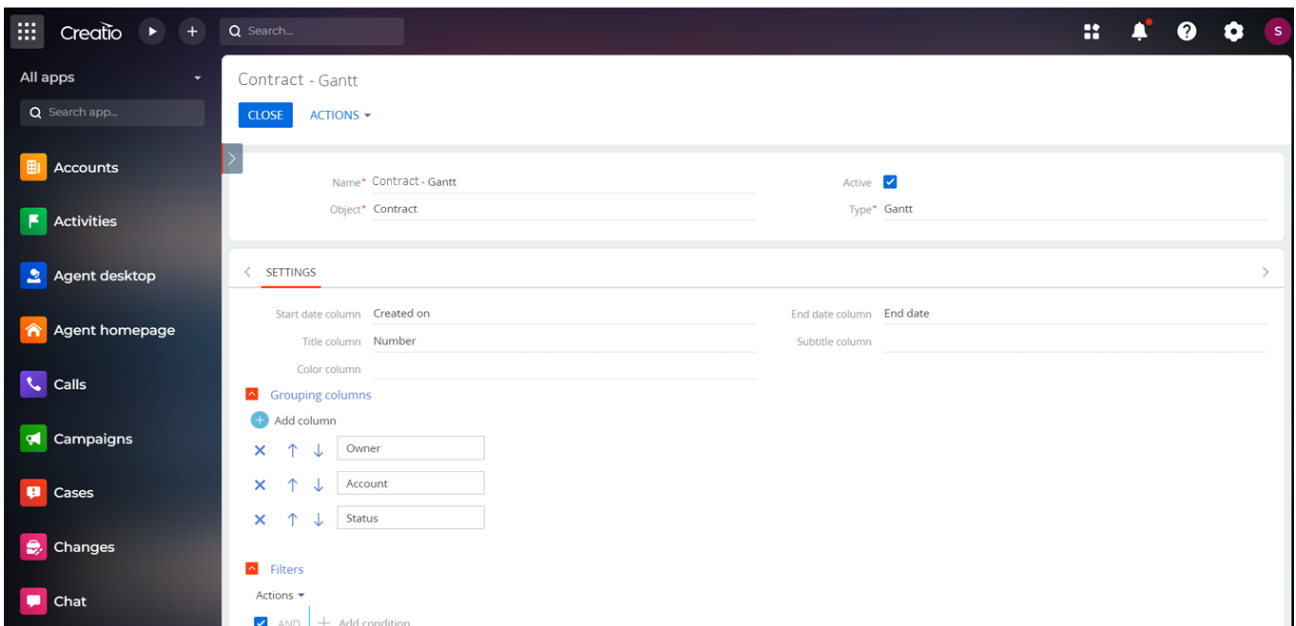 Creatio
Search...
S
All apps
Search app...
Accounts
Activities
Agent desktop
Agent homepage
Calls
Campaigns
Cases
Changes
Chat
Contract - Gantt
CLOSE ACTIONS
Name* Contract - Gantt Active
Object* Contract Type* Gantt
SETTINGS
Start date column Created on End date column End date
Title column Number Subtitle column
Color column
Grouping columns
Add column
Owner
Account
Status
Filters
Actions
AND Add condition